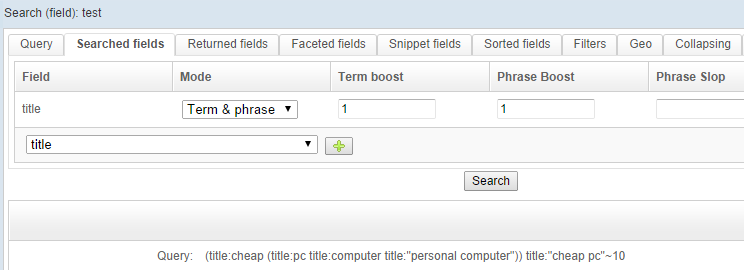 Search (field): test
Query Searched fields Returned fields Faceted fields Snippet fields Sorted fields Filters Geo Collapsing
Field Mode Term boost Phrase Boost Phrase Slop
title Term & phrase 1 1
title
Search
Query: (title:cheap (title:pc title:computer title:"personal computer")) title:"cheap pc"~10